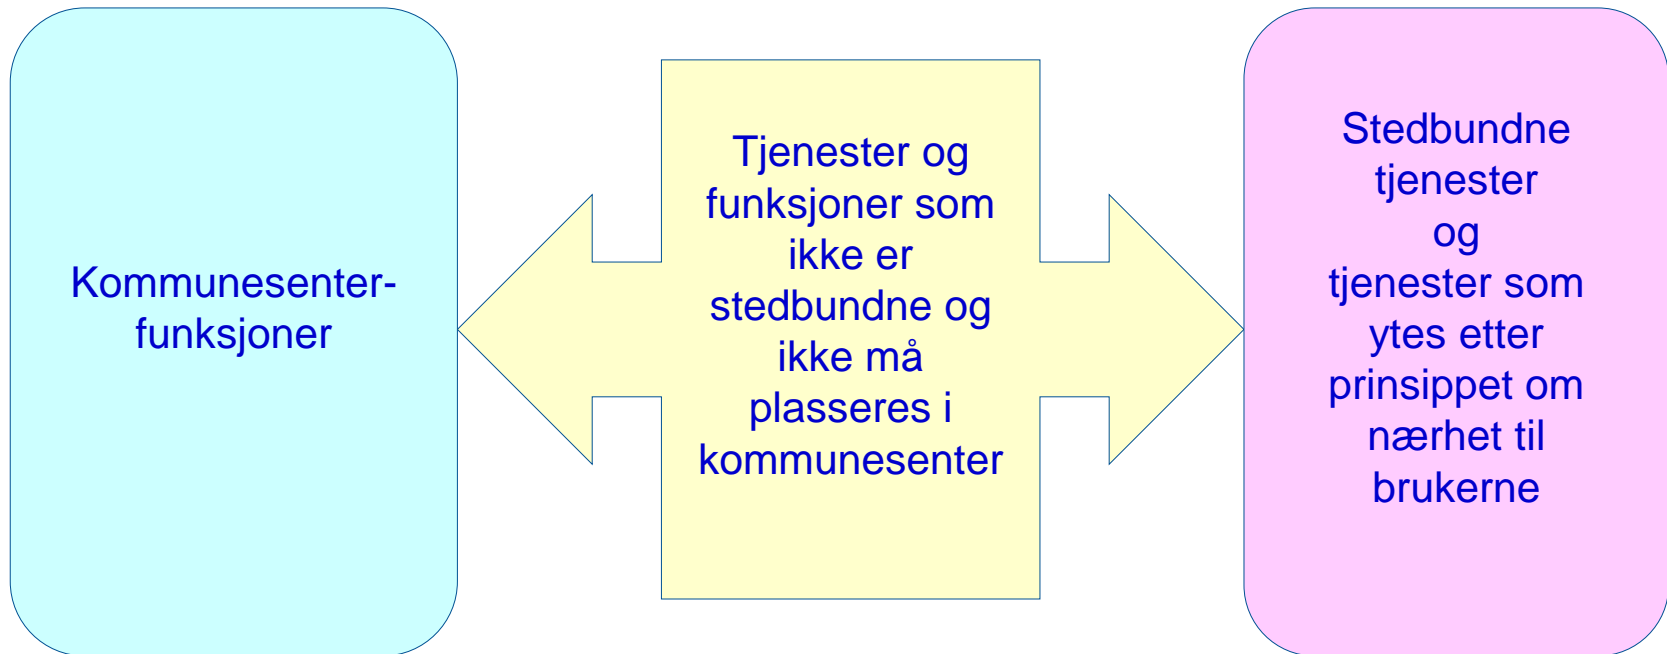 Kommunesenter-
funksjoner
Tjenester og
funksjoner som
ikke er
stedbundne og
ikke må
plasseres i
kommunesenter
Stedbundne
tjenester
og
tjenester som
ytes etter
prinsippet om
nærhet til
brukerne